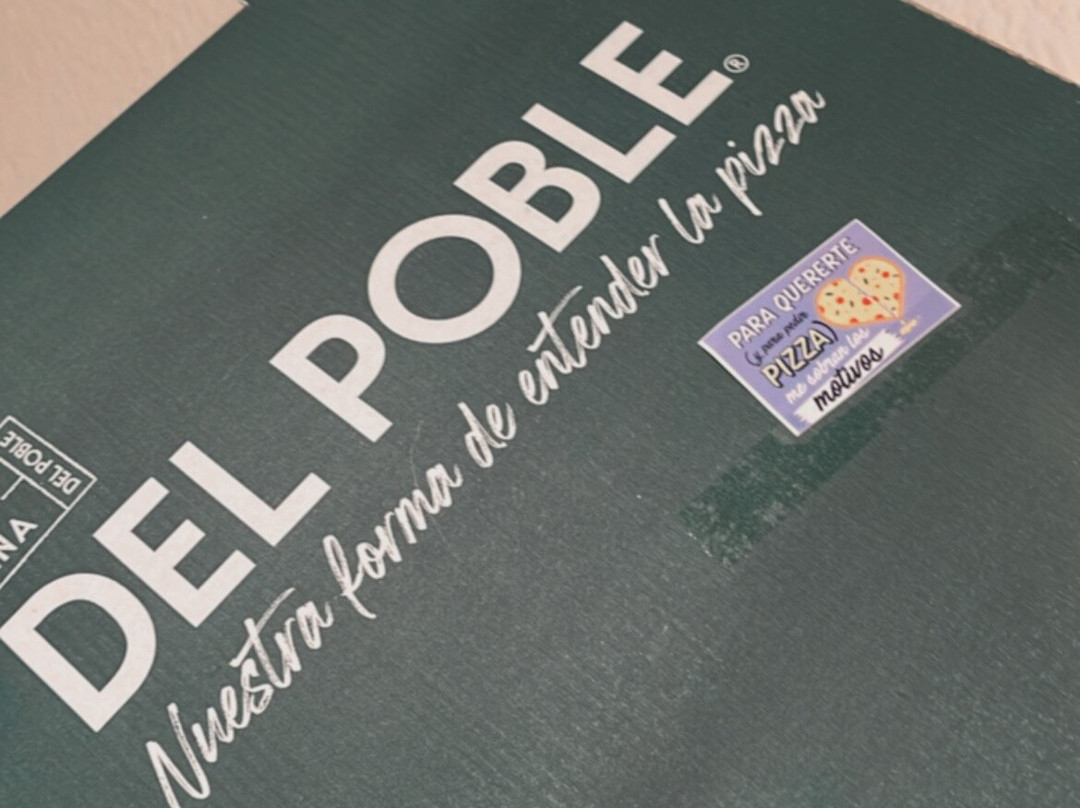 DEL POBLE®
Nuestra forma de entender la pizza
PARA QUERERTE
(y para pedir
PIZZA)
me sobran los
motivos
DEL POBLE